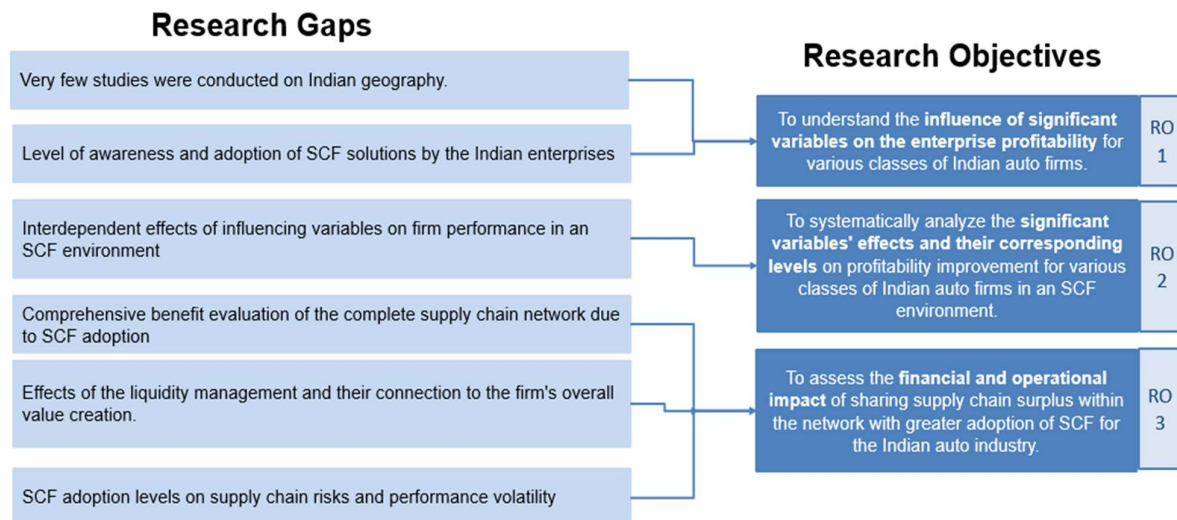 Research Gaps
Very few studies were conducted on Indian geography.
Level of awareness and adoption of SCF solutions by the Indian enterprises
Interdependent effects of influencing variables on firm performance in an
SCF environment
Comprehensive benefit evaluation of the complete supply chain network due
to SCF adoption
Effects of the liquidity management and their connection to the firm's overall
value creation.
SCF adoption levels on supply chain risks and performance volatility
Research Objectives
To understand the influence of significant
variables on the enterprise profitability for
various classes of Indian auto firms.
RO
1
To systematically analyze the significant
variables' effects and their corresponding
levels on profitability improvement for various
classes of Indian auto firms in an SCF
environment.
RO
2
To assess the financial and operational
impact of sharing supply chain surplus within
the network with greater adoption of SCF for
the Indian auto industry.
RO
3